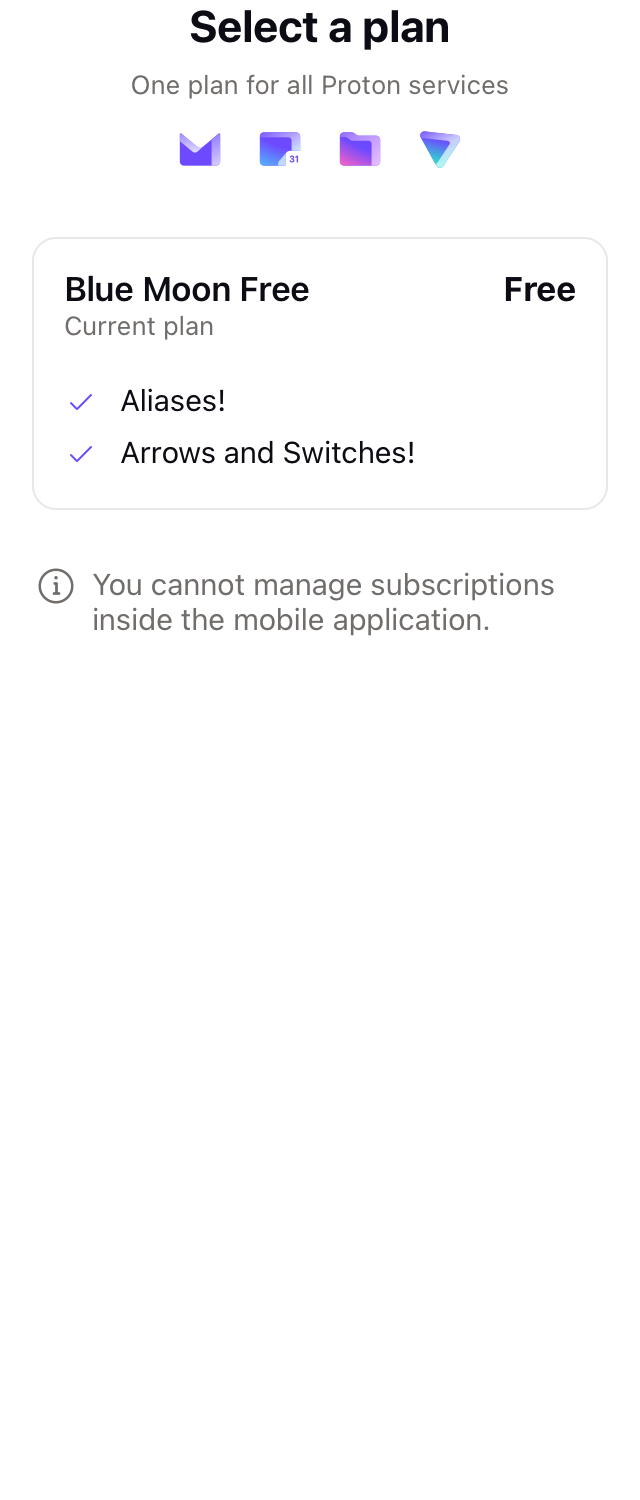 Select a plan
One plan for all Proton services
31
Blue Moon Free
Free
Current plan
Aliases!
Arrows and Switches!
You cannot manage subscriptions
inside the mobile application.